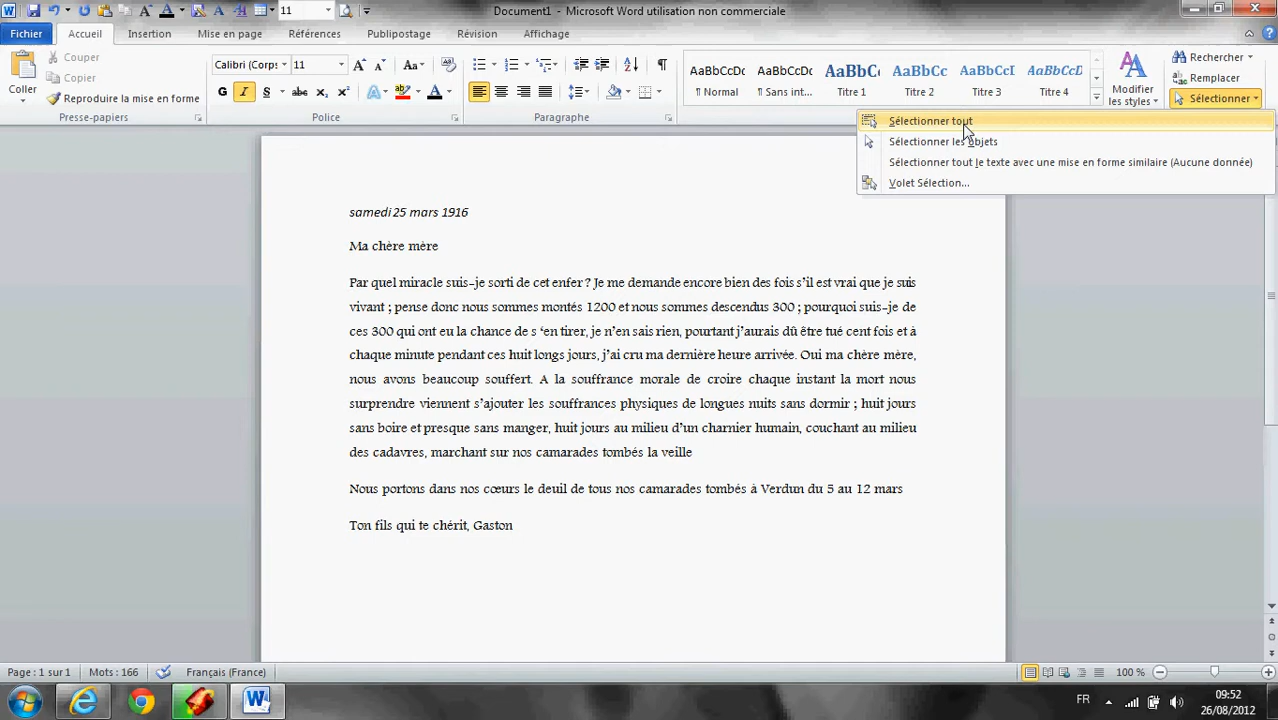 Document1 - Microsoft Word utilisation non commerciale
11
Fichier Accueil Insertion Mise en page Références Publipostage Révision Affichage
Coller
Couper
Copier
Reproduire la mise en forme
Presse-papiers
Calibri (Corps 11
G I S abc x₂ x²
Police
Paragraphe
AaBbCcDc AaBbCcDc AaBbC AaBbCc AaBbCcI AaBbCcD
¶ Normal ¶ Sans int... Titre 1 Titre 2 Titre 3 Titre 4
Modifier
les styles
Rechercher
Remplacer
Sélectionner
Sélectionner tout
Sélectionner les objets
Sélectionner tout le texte avec une mise en forme similaire (Aucune donnée)
Volet Sélection...
samedi 25 mars 1916
Ma chère mère
Par quel miracle suis-je sorti de cet enfer ? Je me demande encore bien des fois s'il est vrai que je suis
vivant ; pense donc nous sommes montés 1200 et nous sommes descendus 300 ; pourquoi suis-je de
ces 300 qui ont eu la chance de s 'en tirer, je n'en sais rien, pourtant j'aurais dû être tué cent fois et à
chaque minute pendant ces huit longs jours, j'ai cru ma dernière heure arrivée. Oui ma chère mère,
nous avons beaucoup souffert. A la souffrance morale de croire chaque instant la mort nous
surprendre viennent s'ajouter les souffrances physiques de longues nuits sans dormir ; huit jours
sans boire et presque sans manger, huit jours au milieu d'un charnier humain, couchant au milieu
des cadavres, marchant sur nos camarades tombés la veille
Nous portons dans nos cœurs le deuil de tous nos camarades tombés à Verdun du 5 au 12 mars
Ton fils qui te chérit, Gaston
Page : 1 sur 1 Mots : 166 Français (France) 100 %
FR 09:52
26/08/2012